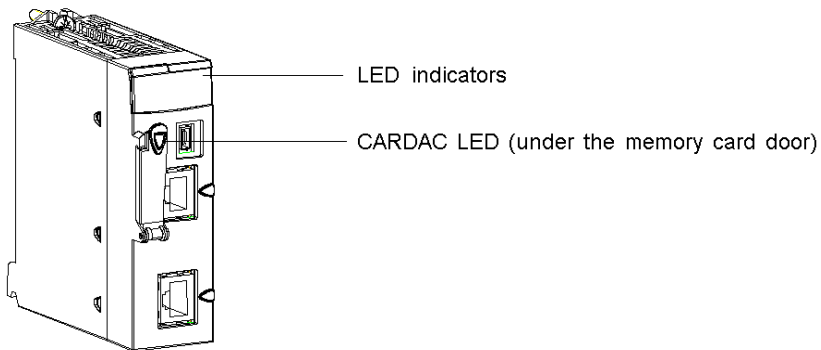 LED indicators
CARDAC LED (under the memory card door)